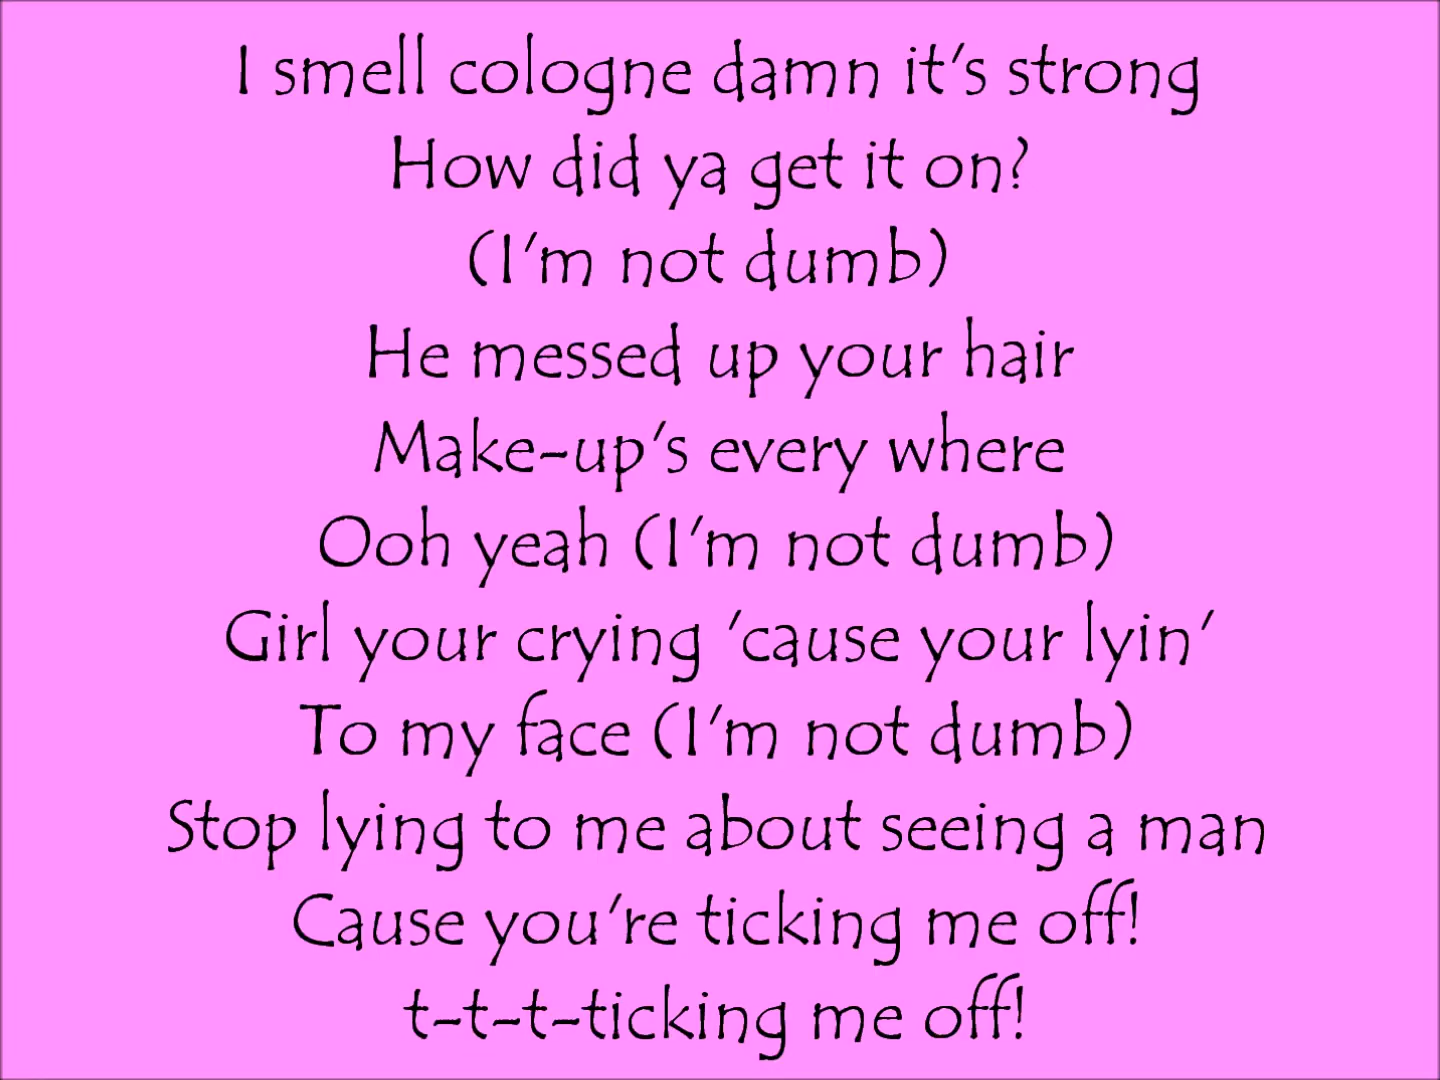 I smell cologne damn it's strong
How did ya get it on?
(I'm not dumb)
He messed up your hair
Make-up's every where
Ooh yeah (I'm not dumb)
Girl your crying 'cause your lyin'
To my face (I'm not dumb)
Stop lying to me about seeing a man
Cause you're ticking me off!
t-t-t-ticking me off!